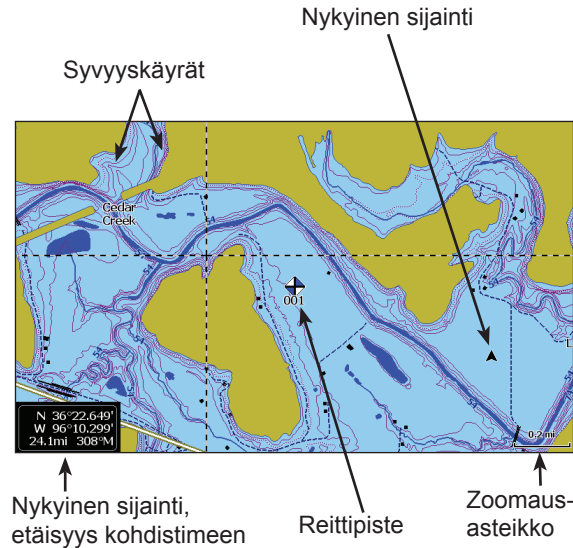 Nykyinen sijainti
Syvyyskäyrät
Cedar
Creek
001
N 36°22.649'
W 96°10.299'
24.1mi 308°M
0.2 mi
Nykyinen sijainti,
etäisyys kohdistimeen
Reittipiste
Zoomaus-
asteikko